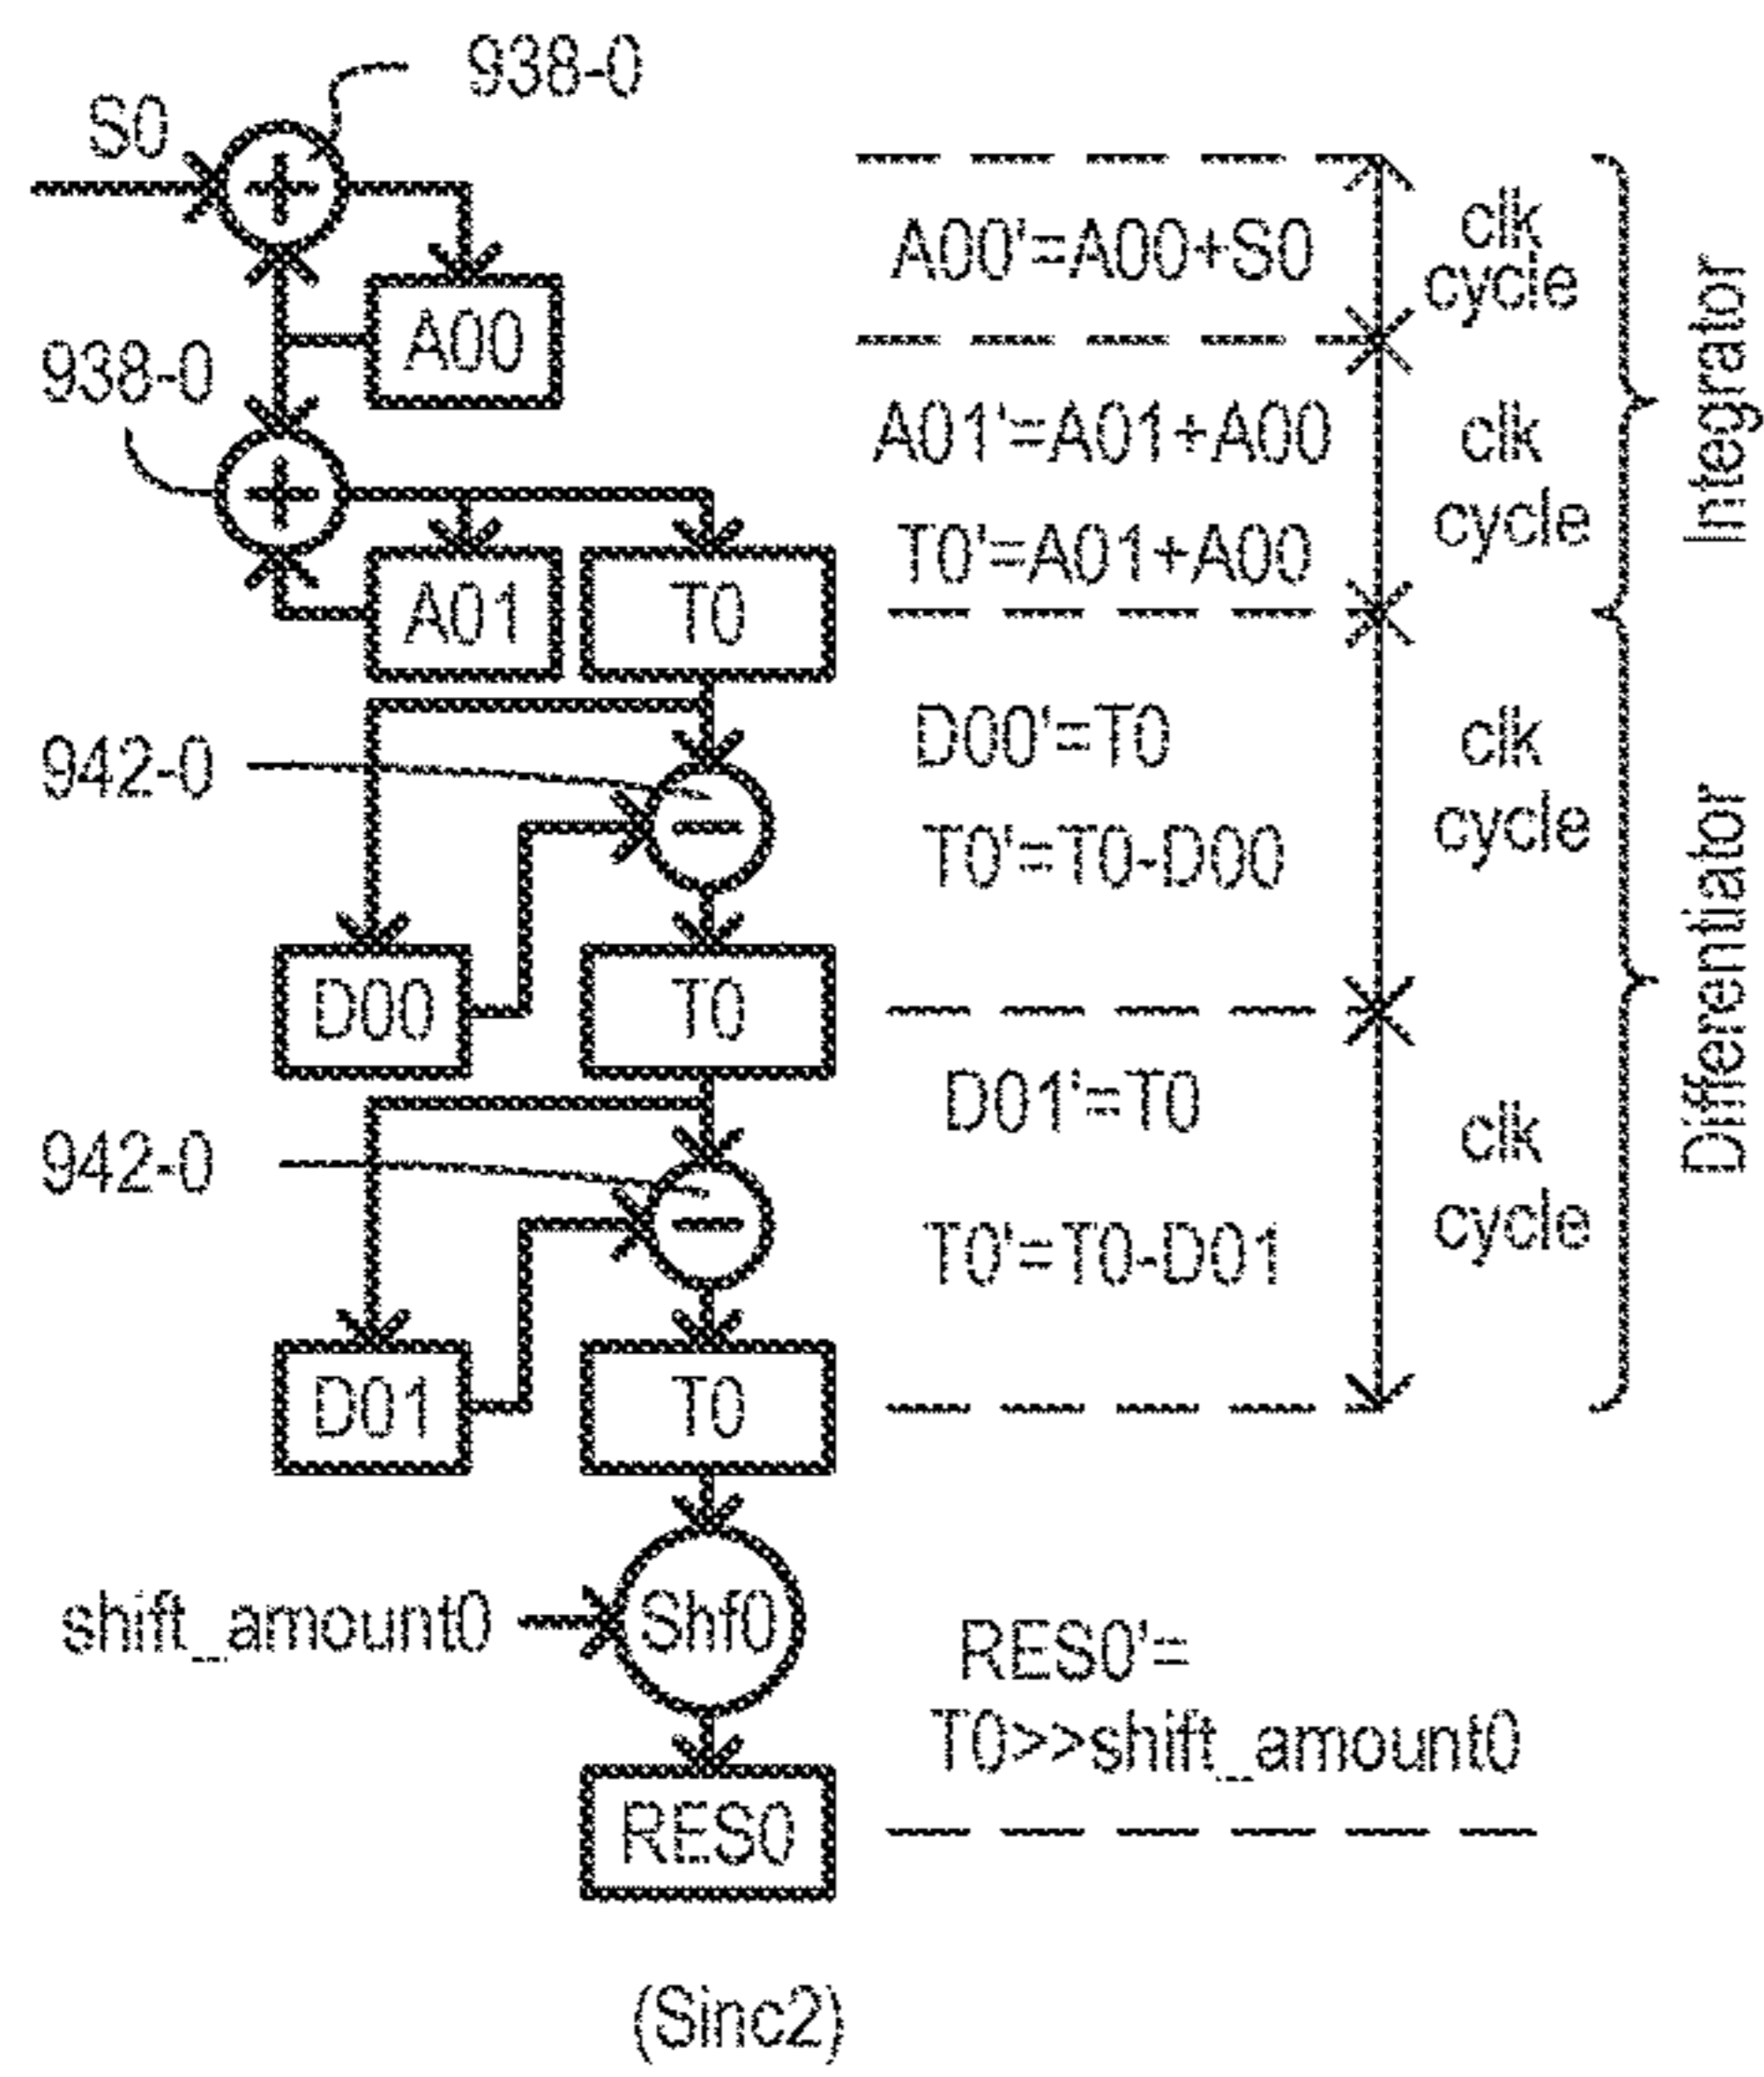 938-0
S0
+
A00'=A00+S0
clk
cycle
A00
938-0
+
A01'=A01+A00
clk
cycle
T0'=A01+A00
A01
T0
Integrator
942-0
−
D00'=T0
T0'=T0-D00
clk
cycle
D00
T0
942-0
−
D01'=T0
T0'=T0-D01
clk
cycle
D01
T0
Differentiator
shift_amount0
Shf0
RES0'=
T0>>shift_amount0
RES0
(Sinc2)